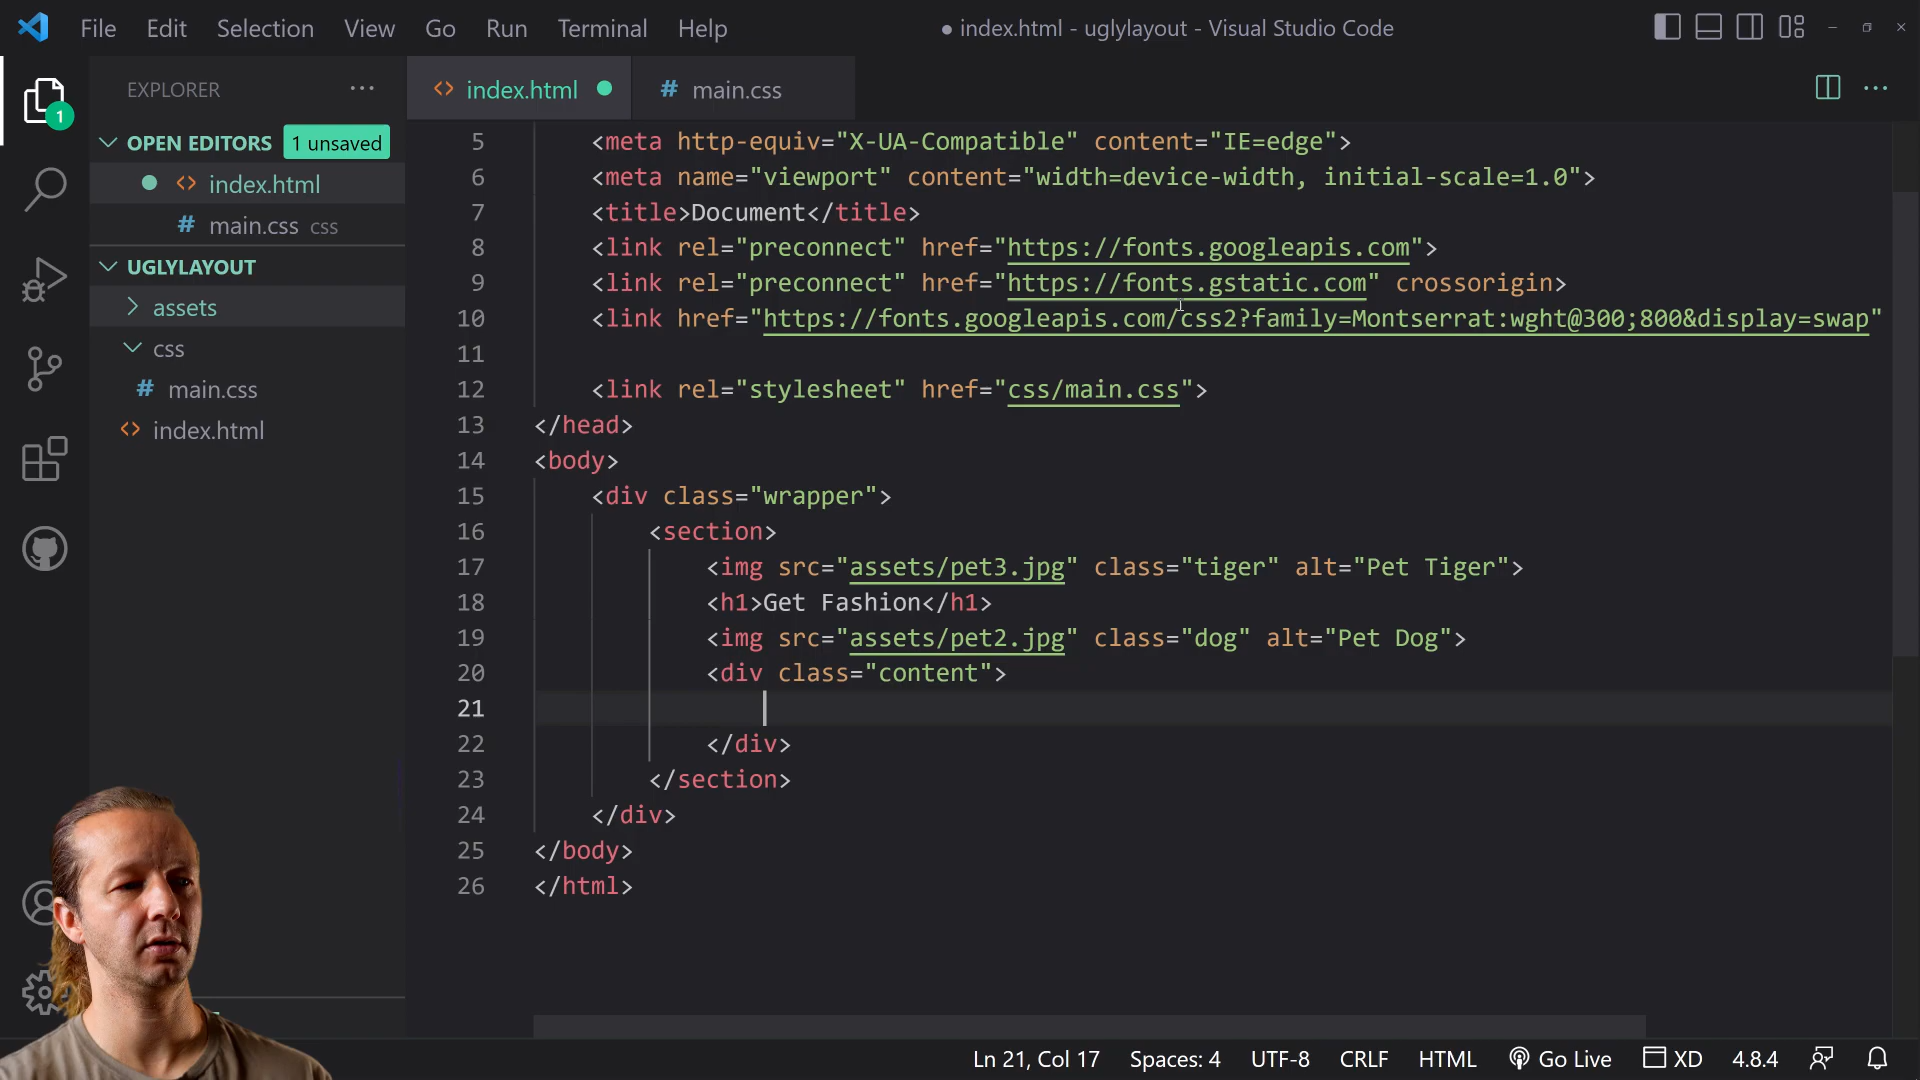 File Edit Selection View Go Run Terminal Help
● index.html - uglylayout - Visual Studio Code
EXPLORER
OPEN EDITORS 1 unsaved
index.html
main.css css
UGLYLAYOUT
assets
css
main.css
index.html
1
index.html
main.css
5 <meta http-equiv="X-UA-Compatible" content="IE=edge">
6 <meta name="viewport" content="width=device-width, initial-scale=1.0">
7 <title>Document</title>
8 <link rel="preconnect" href="https://fonts.googleapis.com">
9 <link rel="preconnect" href="https://fonts.gstatic.com" crossorigin>
10 <link href="https://fonts.googleapis.com/css2?family=Montserrat:wght@300;800&display=swap"
11
12 <link rel="stylesheet" href="css/main.css">
13 </head>
14 <body>
15 <div class="wrapper">
16 <section>
17 <img src="assets/pet3.jpg" class="tiger" alt="Pet Tiger">
18 <h1>Get Fashion</h1>
19 <img src="assets/pet2.jpg" class="dog" alt="Pet Dog">
20 <div class="content">
21
22 </div>
23 </section>
24 </div>
25 </body>
26 </html>
Ln 21, Col 17 Spaces: 4 UTF-8 CRLF HTML Go Live XD 4.8.4